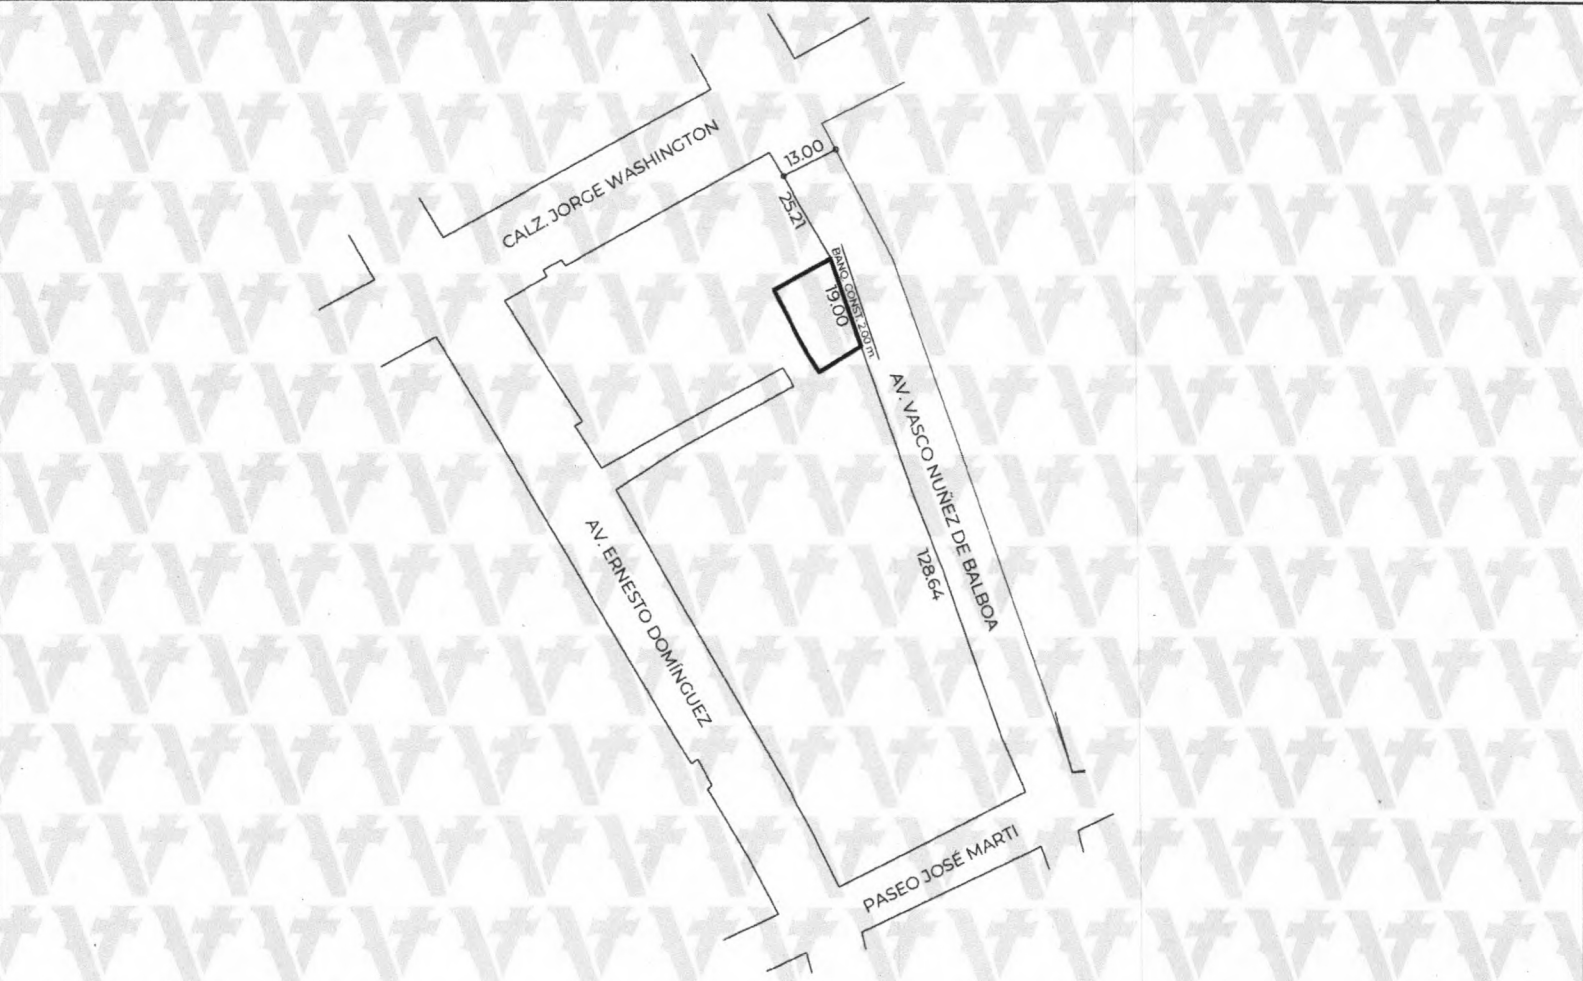 CALZ. JORGE WASHINGTON
13.00
25.21
BANQ. CONST. 2.00 m
19.00
AV. VASCO NUÑEZ DE BALBOA
128.64
AV. ERNESTO DOMÍNGUEZ
PASEO JOSÉ MARTI